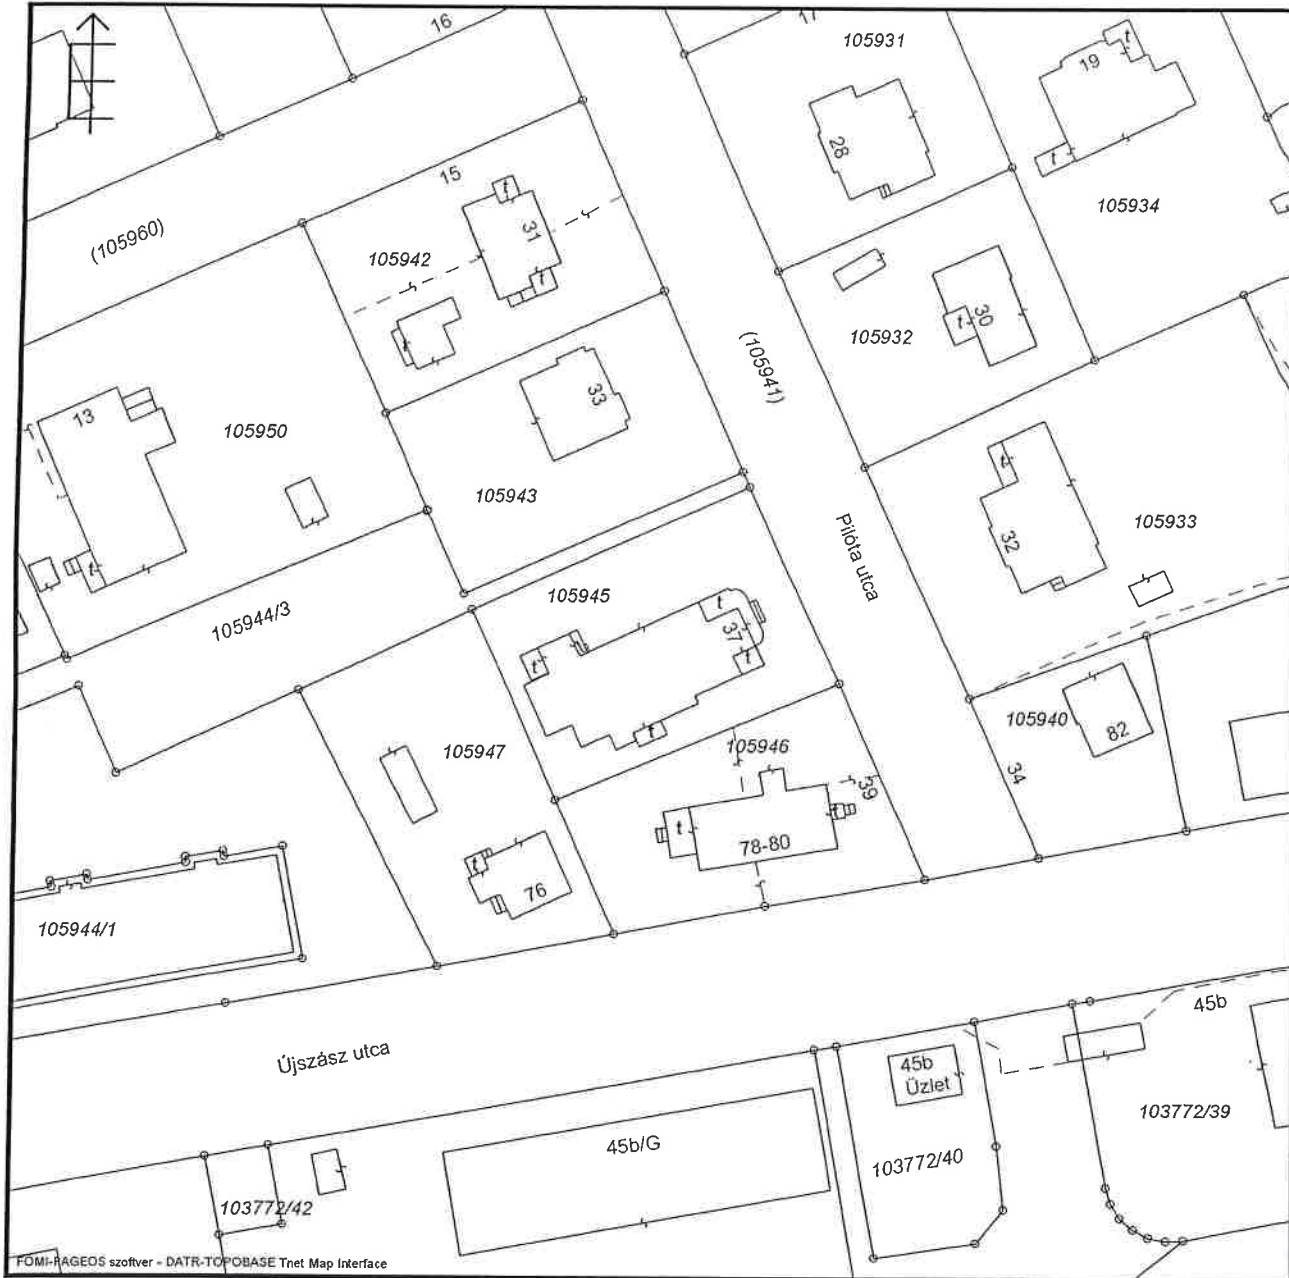 16
17
105931
19
t
28
15
t
31
105934
(105960)
105942
t
t
30
t
105932
(105941)
33
13
105950
105943
t
Pilóta utca
32
105933
t
105945
t
105944/3
37
t
t
t
105940
82
105947
105946
34
39
t
t
78-80
t
76
105944/1
45b
Újszász utca
45b
Üzlet
103772/39
45b/G
103772/40
103772/42
FÖMI-PAGEOS szoftver - DATR-TOPOBASE Tnet Map Interface